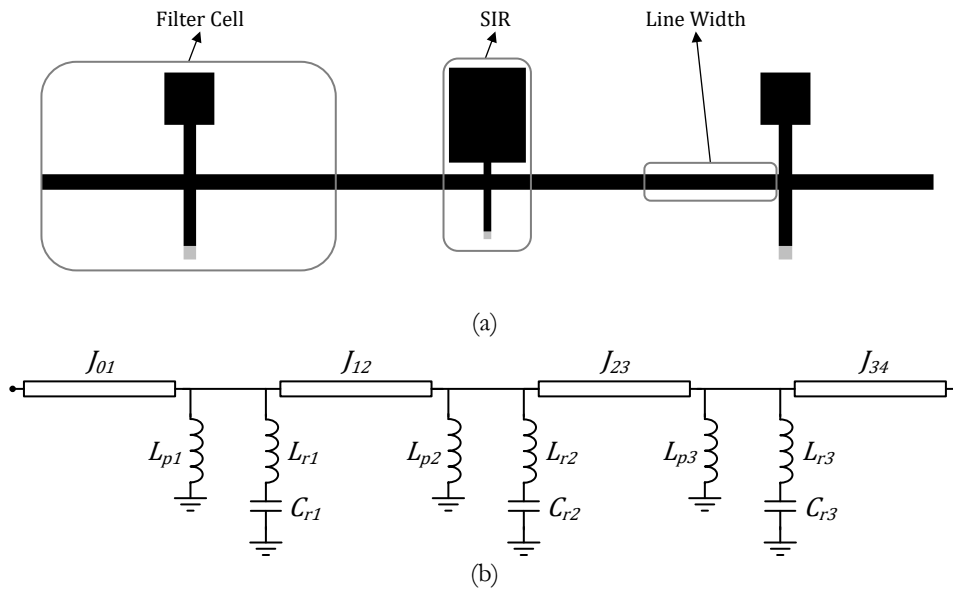 Filter Cell SIR Line Width
(a)
J01 J12 J23 J34
Lp1 Lr1 Lp2 Lr2 Lp3 Lr3
Cr1 Cr2 Cr3
(b)